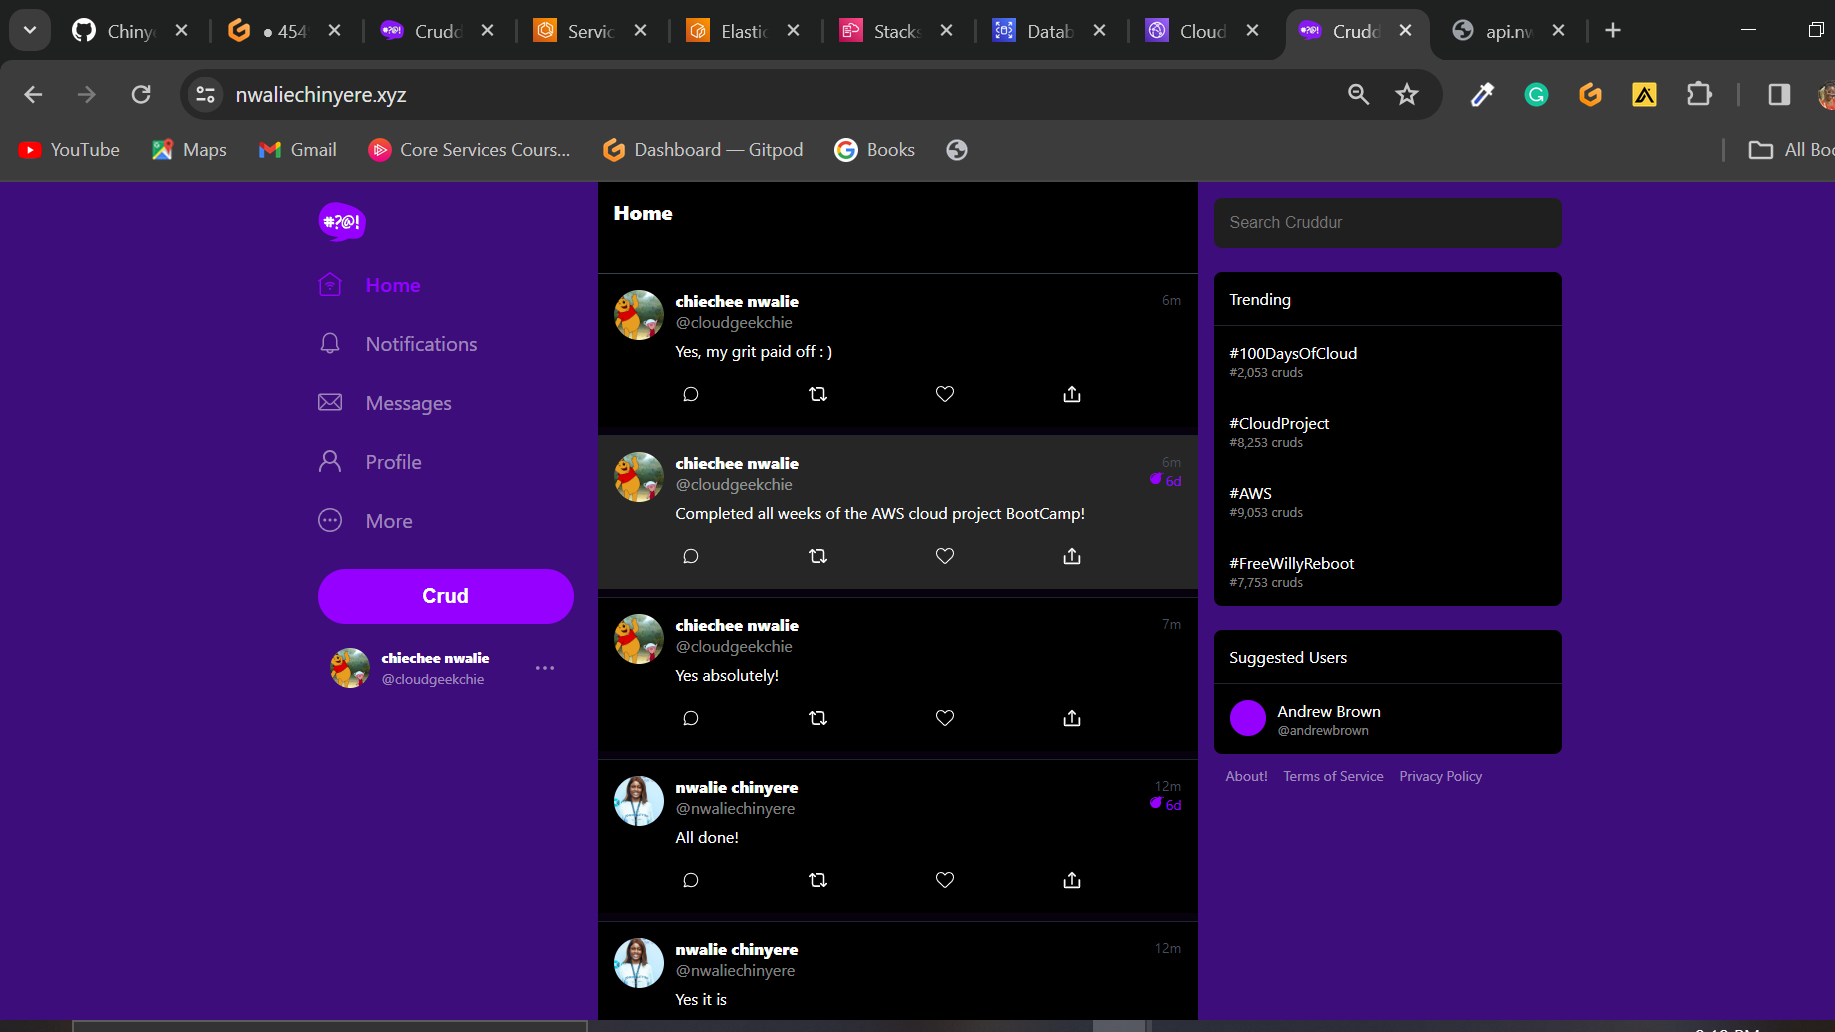 Chinye
454
Crudd
Servic
Elastic
Stacks
Datab
Cloud
Crudd
api.nw
nwaliechinyere.xyz
YouTube
Maps
Gmail
Core Services Cours...
Dashboard — Gitpod
Books
All Boo
#?@!
Home
Notifications
Messages
Profile
More
Crud
chiechee nwalie
@cloudgeekchie
Home
chiechee nwalie
6m
@cloudgeekchie
Yes, my grit paid off : )
chiechee nwalie
6m
@cloudgeekchie
6d
Completed all weeks of the AWS cloud project BootCamp!
chiechee nwalie
7m
@cloudgeekchie
Yes absolutely!
nwalie chinyere
12m
@nwaliechinyere
6d
All done!
nwalie chinyere
12m
@nwaliechinyere
Yes it is
Search Cruddur
Trending
#100DaysOfCloud
#2,053 cruds
#CloudProject
#8,253 cruds
#AWS
#9,053 cruds
#FreeWillyReboot
#7,753 cruds
Suggested Users
Andrew Brown
@andrewbrown
About!
Terms of Service
Privacy Policy